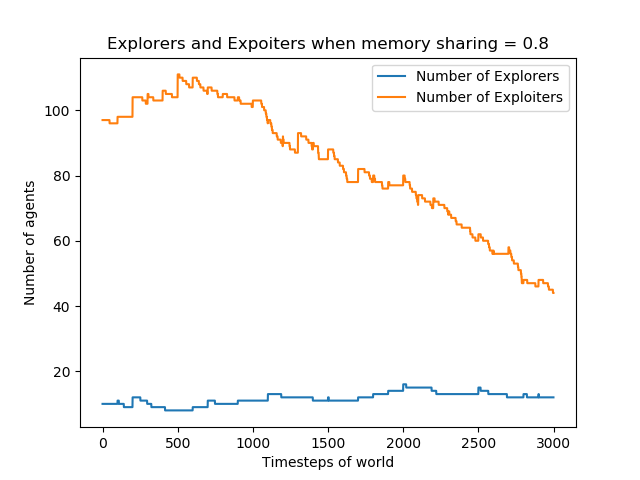 Explorers and Expoiters when memory sharing = 0.8
Number of Explorers
Number of Exploiters
Number of agents
100
80
60
40
20
0 500 1000 1500 2000 2500 3000
Timesteps of world